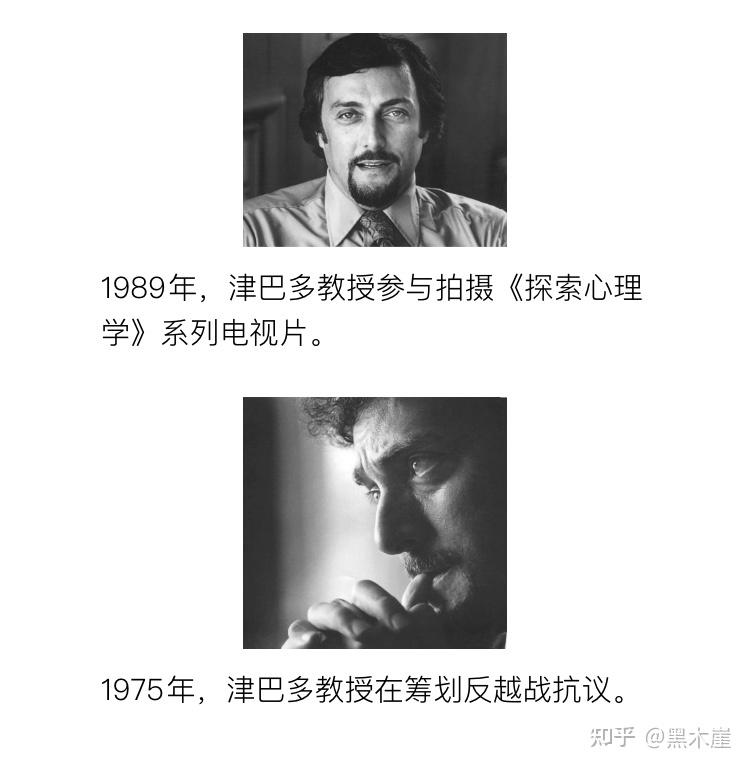 1989年，津巴多教授参与拍摄《探索心理
学》系列电视片。
1975年，津巴多教授在筹划反越战抗议。
知乎 @黑木崖